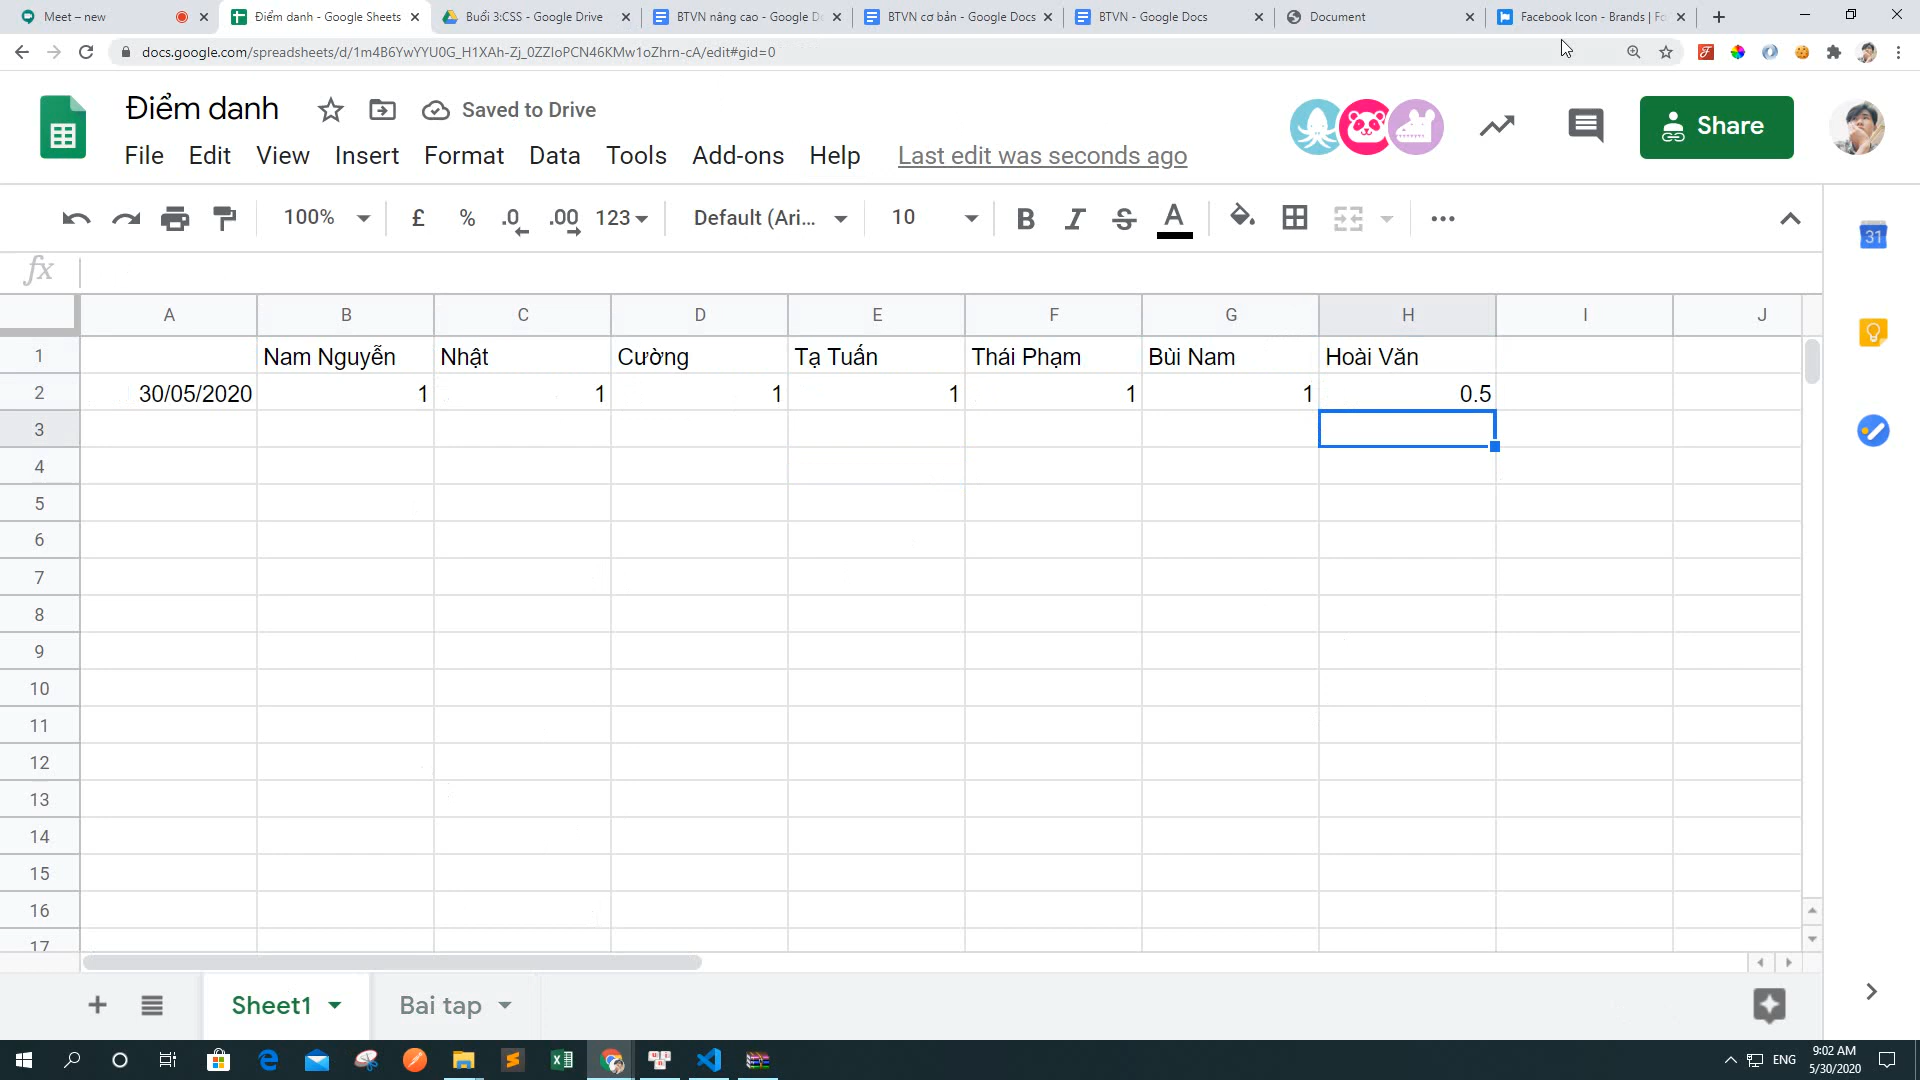 Meet – new
Điểm danh - Google Sheets
Buổi 3:CSS - Google Drive
BTVN nâng cao - Google D
BTVN cơ bản - Google Docs
BTVN - Google Docs
Document
Facebook Icon - Brands | Fo
docs.google.com/spreadsheets/d/1m4B6YwYYU0G_H1XAh-Zj_0ZZIoPCN46KMw1oZhrn-cA/edit#gid=0
Điểm danh
Saved to Drive
Share
File Edit View Insert Format Data Tools Add-ons Help Last edit was seconds ago
100% £ % .0 .00 123 Default (Ari... 10 B I S A
31
fx
A B C D E F G H I J
1 Nam Nguyễn Nhật Cường Tạ Tuấn Thái Phạm Bùi Nam Hoài Văn
2 30/05/2020 1 1 1 1 1 1 0.5
3
4
5
6
7
8
9
10
11
12
13
14
15
16
17
Sheet1 Bai tap
ENG
9:02 AM
5/30/2020